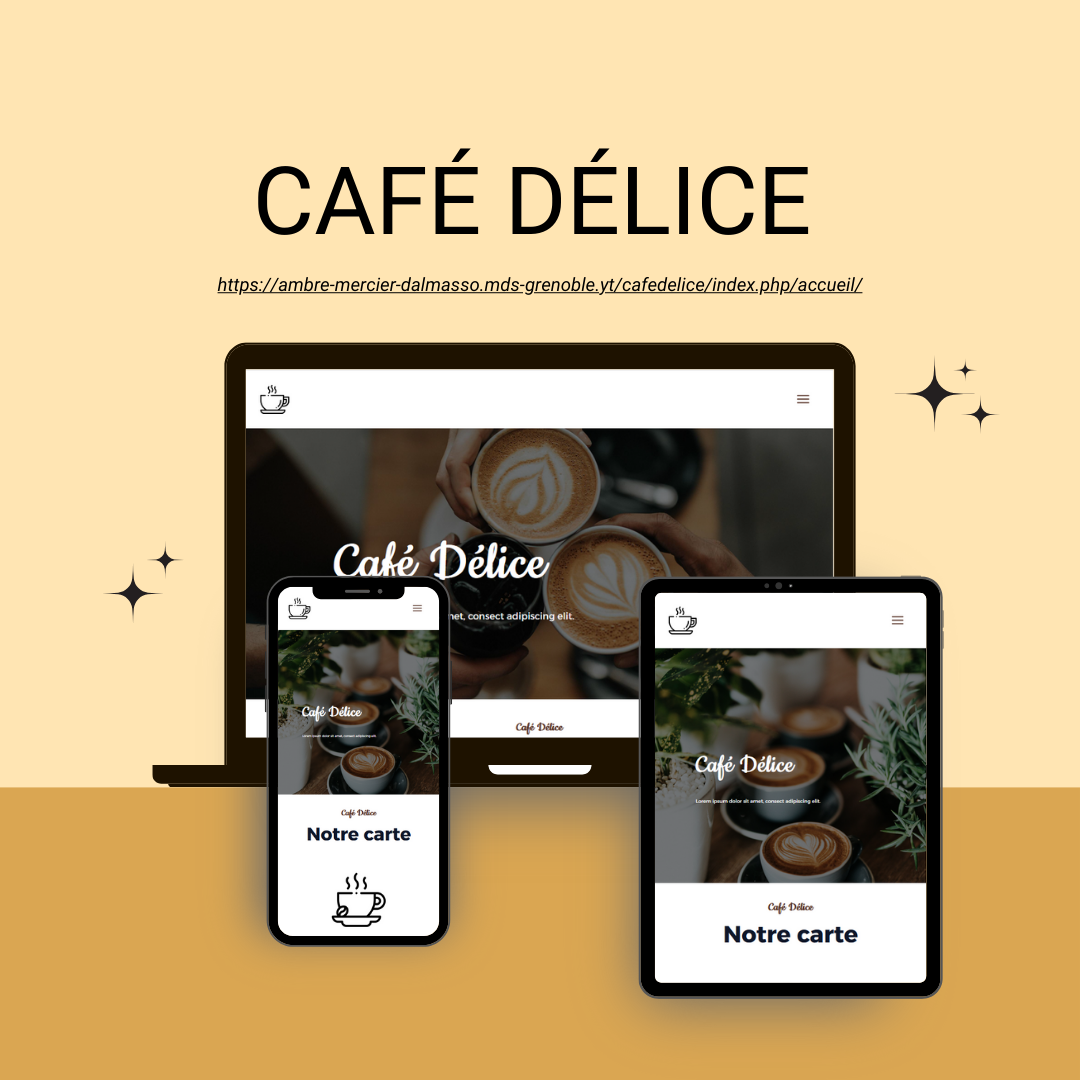 CAFÉ DÉLICE
https://ambre-mercier-dalmasso.mds-grenoble.yt/cafedelice/index.php/accueil/
Café Délice
consect adipiscing elit.
Café Délice
Café Délice
Lorem ipsum dolor sit amet, consect adipiscing elit.
Café Délice
Notre carte
Café Délice
Lorem ipsum dolor sit amet, consect adipiscing elit.
Café Délice
Notre carte